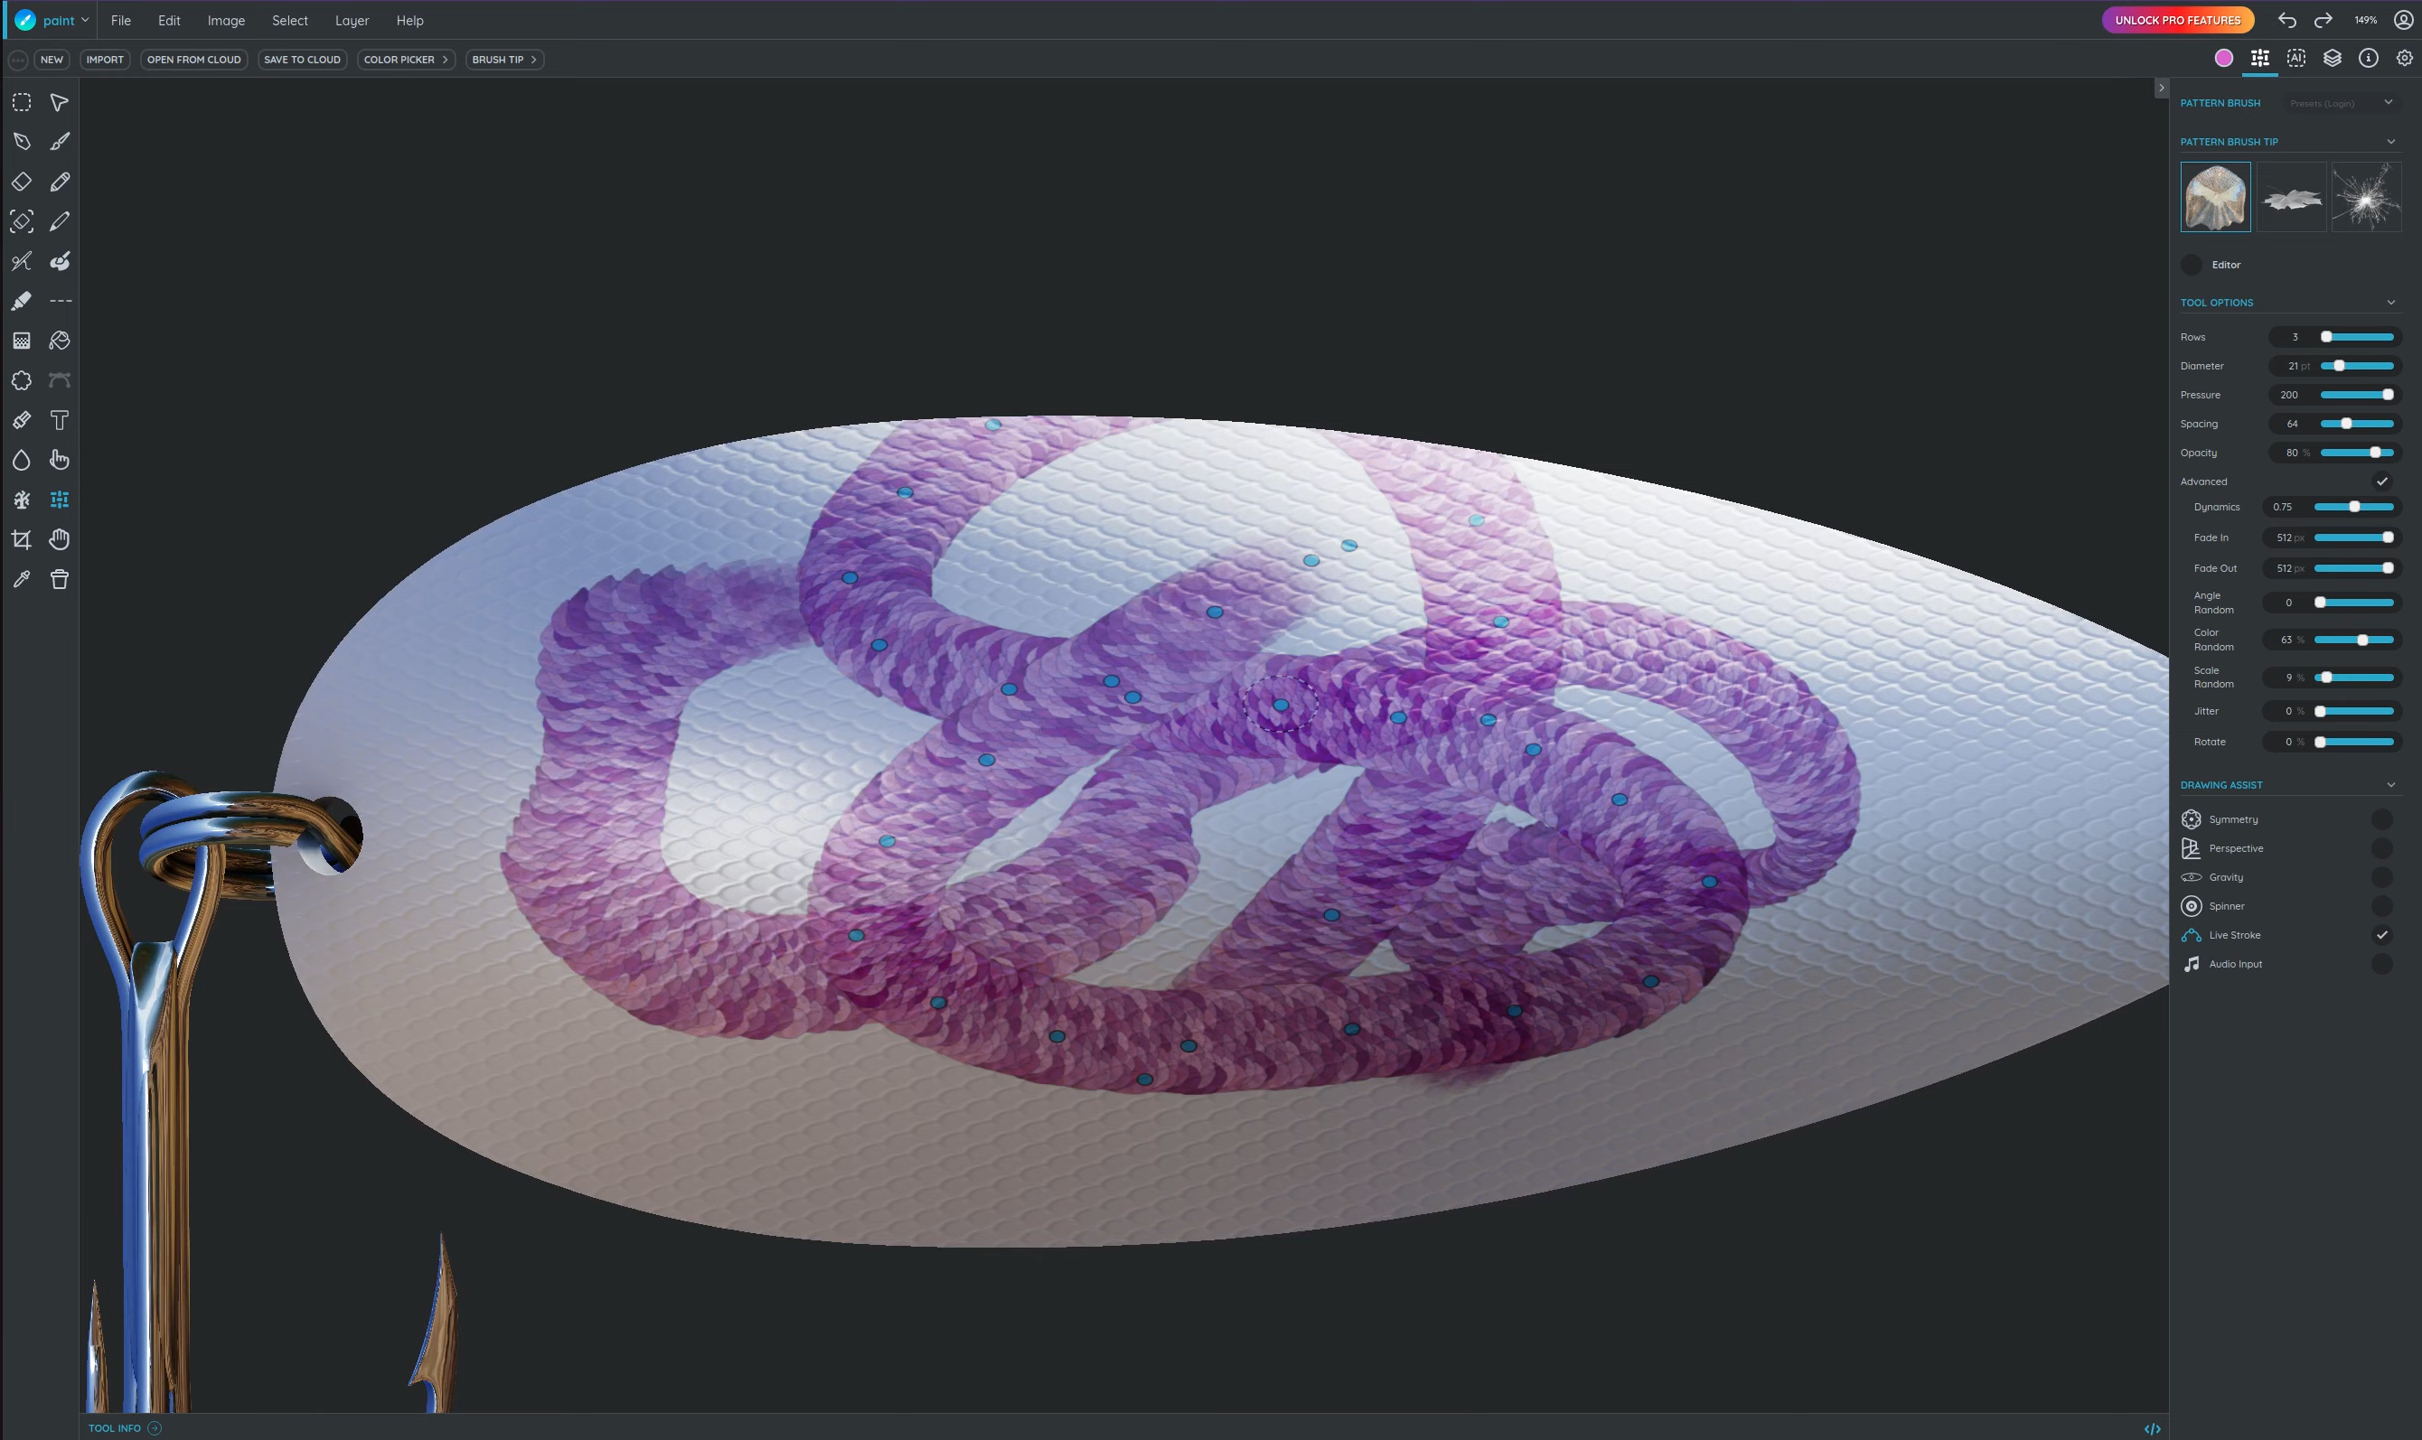 paint File Edit Image Select Layer Help UNLOCK PRO FEATURES 149%
NEW IMPORT OPEN FROM CLOUD SAVE TO CLOUD COLOR PICKER BRUSH TIP AI
PATTERN BRUSH Presets (Login)
PATTERN BRUSH TIP
Editor
TOOL OPTIONS
Rows 3
Diameter 21 pt
Pressure 200
Spacing 64
Opacity 80 %
Advanced
Dynamics 0.75
Fade In 512 px
Fade Out 512 px
Angle Random 0
Color Random 63 %
Scale Random 9 %
Jitter 0 %
Rotate 0 %
DRAWING ASSIST
Symmetry
Perspective
Gravity
Spinner
Live Stroke
Audio Input
TOOL INFO